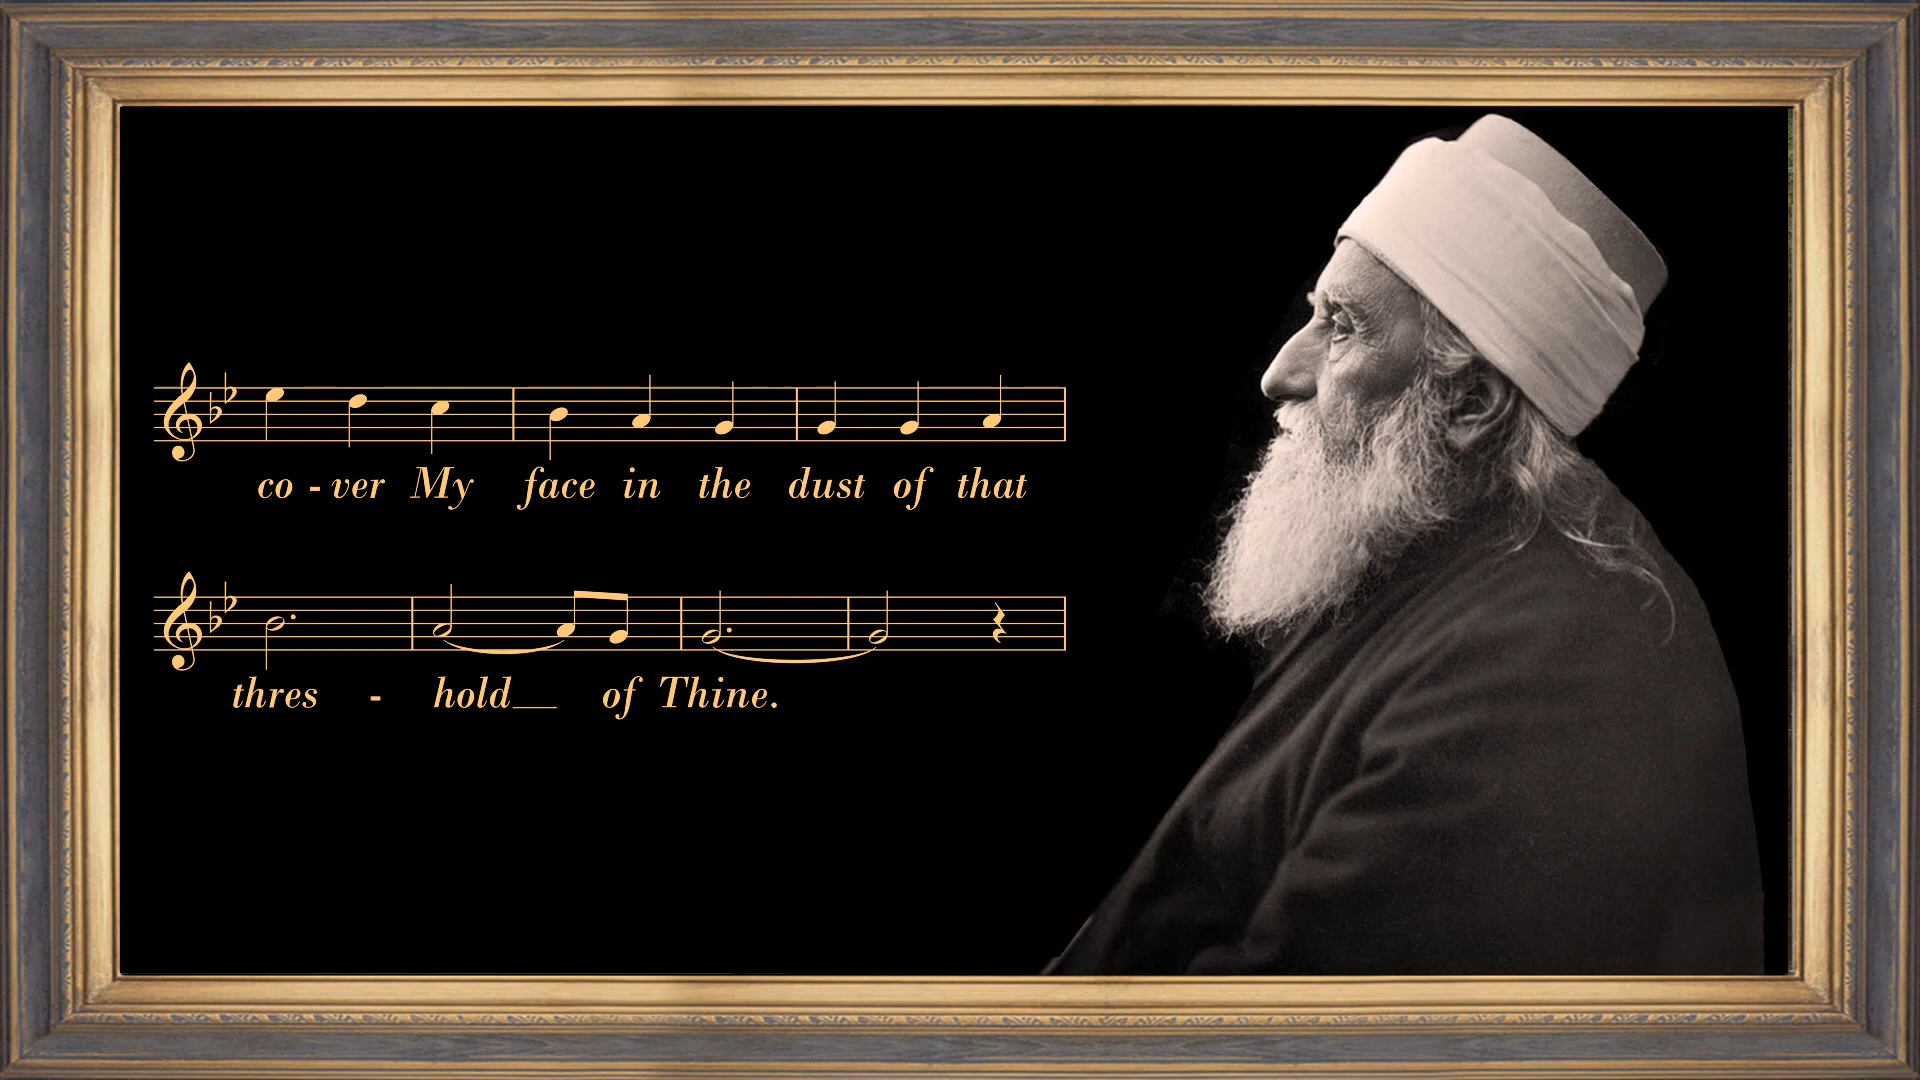 co - ver My face in the dust of that
thres - hold__ of Thine.